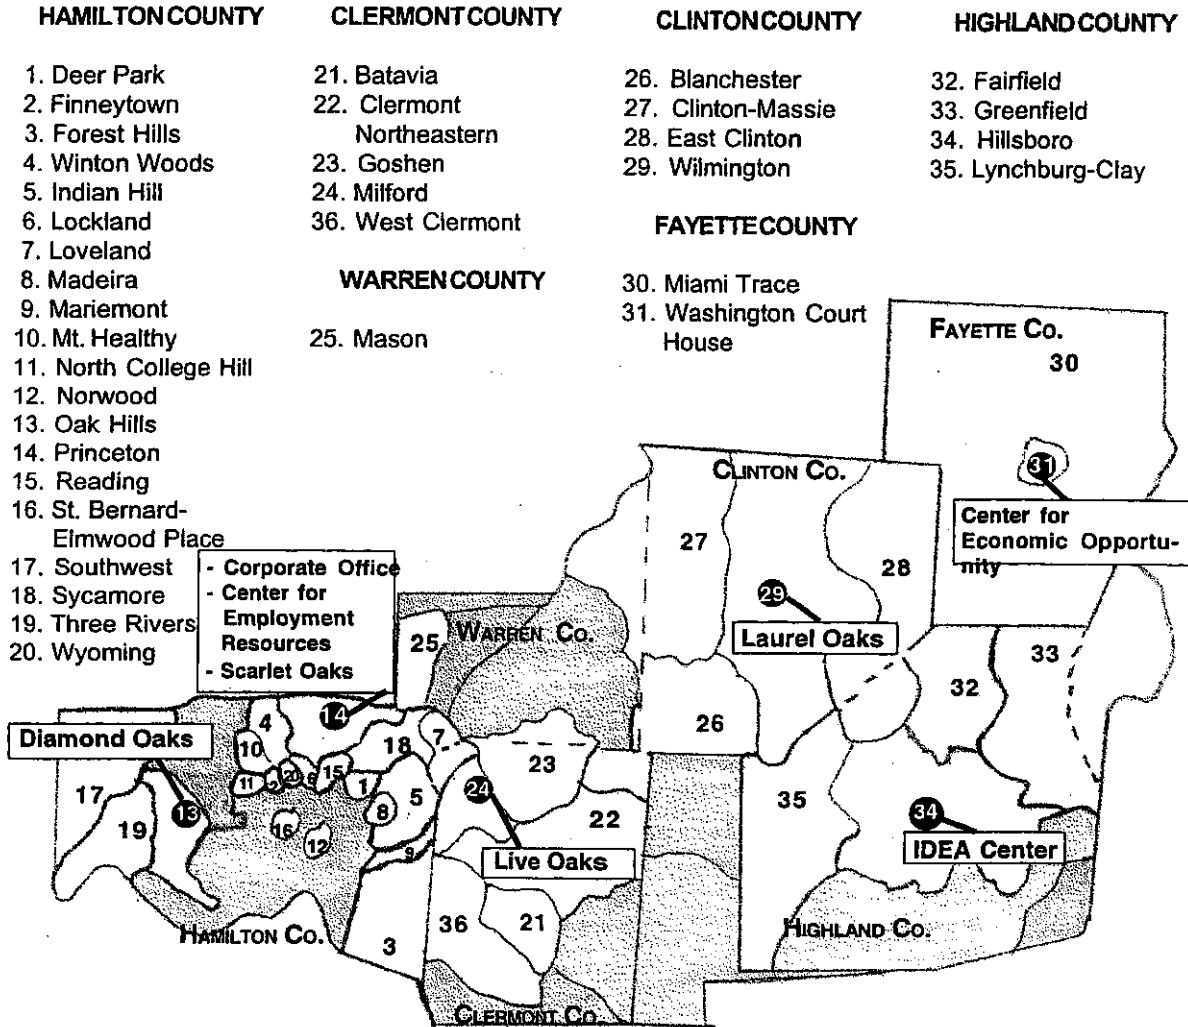 HAMILTON COUNTY
1. Deer Park
2. Finneytown
3. Forest Hills
4. Winton Woods
5. Indian Hill
6. Lockland
7. Loveland
8. Madeira
9. Mariemont
10. Mt. Healthy
11. North College Hill
12. Norwood
13. Oak Hills
14. Princeton
15. Reading
16. St. Bernard-
Elmwood Place
17. Southwest
18. Sycamore
19. Three Rivers
20. Wyoming
CLERMONT COUNTY
21. Batavia
22. Clermont
Northeastern
23. Goshen
24. Milford
36. West Clermont
WARREN COUNTY
25. Mason
CLINTON COUNTY
26. Blanchester
27. Clinton-Massie
28. East Clinton
29. Wilmington
FAYETTE COUNTY
30. Miami Trace
31. Washington Court
House
HIGHLAND COUNTY
32. Fairfield
33. Greenfield
34. Hillsboro
35. Lynchburg-Clay
FAYETTE CO.
30
31
Center for
Economic Opportu-
nity
CLINTON CO.
27
28
29
Laurel Oaks
26
- Corporate Office
- Center for
Employment
Resources
- Scarlet Oaks
25
WARREN CO.
32
33
Diamond Oaks
14
4
10
18
7
11
2
20
6
15
1
23
17
13
19
8
5
24
22
35
34
IDEA Center
16
12
9
Live Oaks
36
21
3
HAMILTON CO.
HIGHLAND CO.
CLERMONT CO.